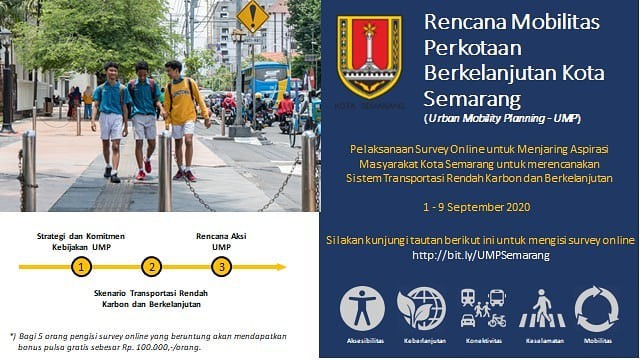 Rencana Mobilitas
Perkotaan
Berkelanjutan Kota
Semarang
(Urban Mobility Planning - UMP)
KOTA SEMARANG
Pelaksanaan Survey Online untuk Menjaring Aspirasi
Masyarakat Kota Semarang untuk merencanakan
Sistem Transportasi Rendah Karbon dan Berkelanjutan
1 - 9 September 2020
Silakan kunjungi tautan berikut ini untuk mengisi survey online
http://bit.ly/UMPSemarang
Aksesibilitas
Keberlanjutan
Konektivitas
Keselamatan
Mobilitas
Strategi dan Komitmen
Kebijakan UMP
Rencana Aksi
UMP
1
2
3
Skenario Transportasi Rendah
Karbon dan Berkelanjutan
*) Bagi 5 orang pengisi survey online yang beruntung akan mendapatkan
bonus pulsa gratis sebesar Rp. 100.000,-/orang.